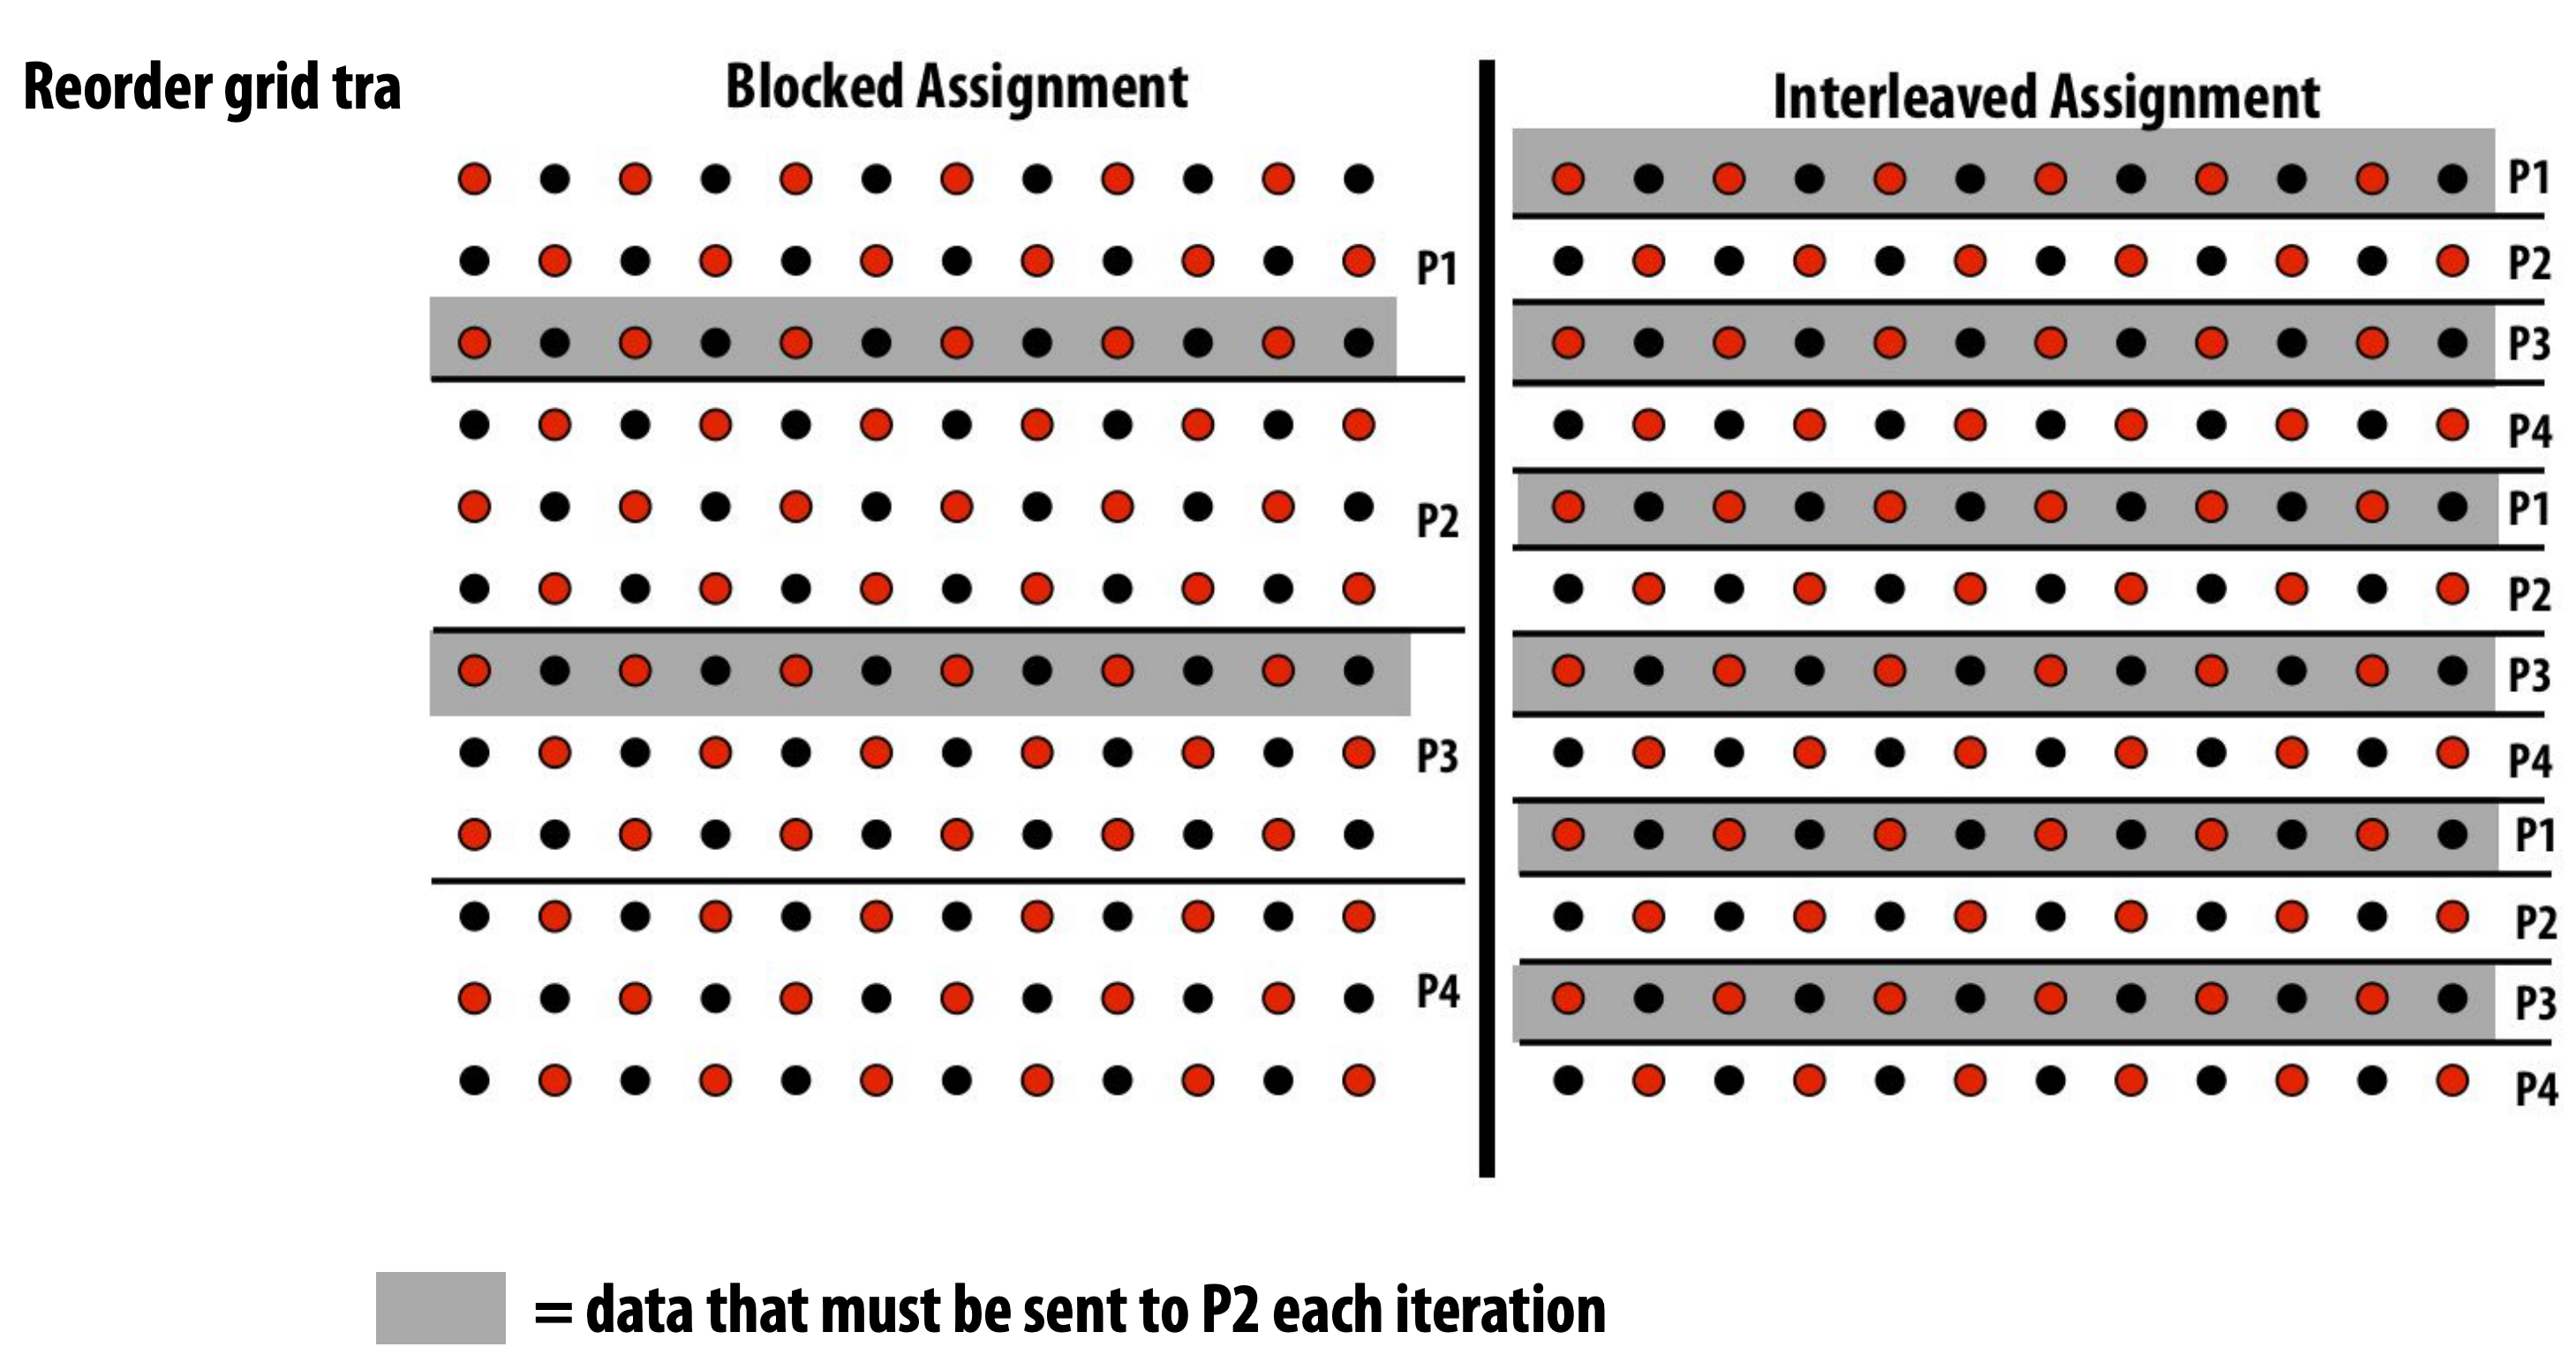 Reorder grid tra
Blocked Assignment
P1
P2
P3
P4
Interleaved Assignment
P1
P2
P3
P4
P1
P2
P3
P4
P1
P2
P3
P4
= data that must be sent to P2 each iteration